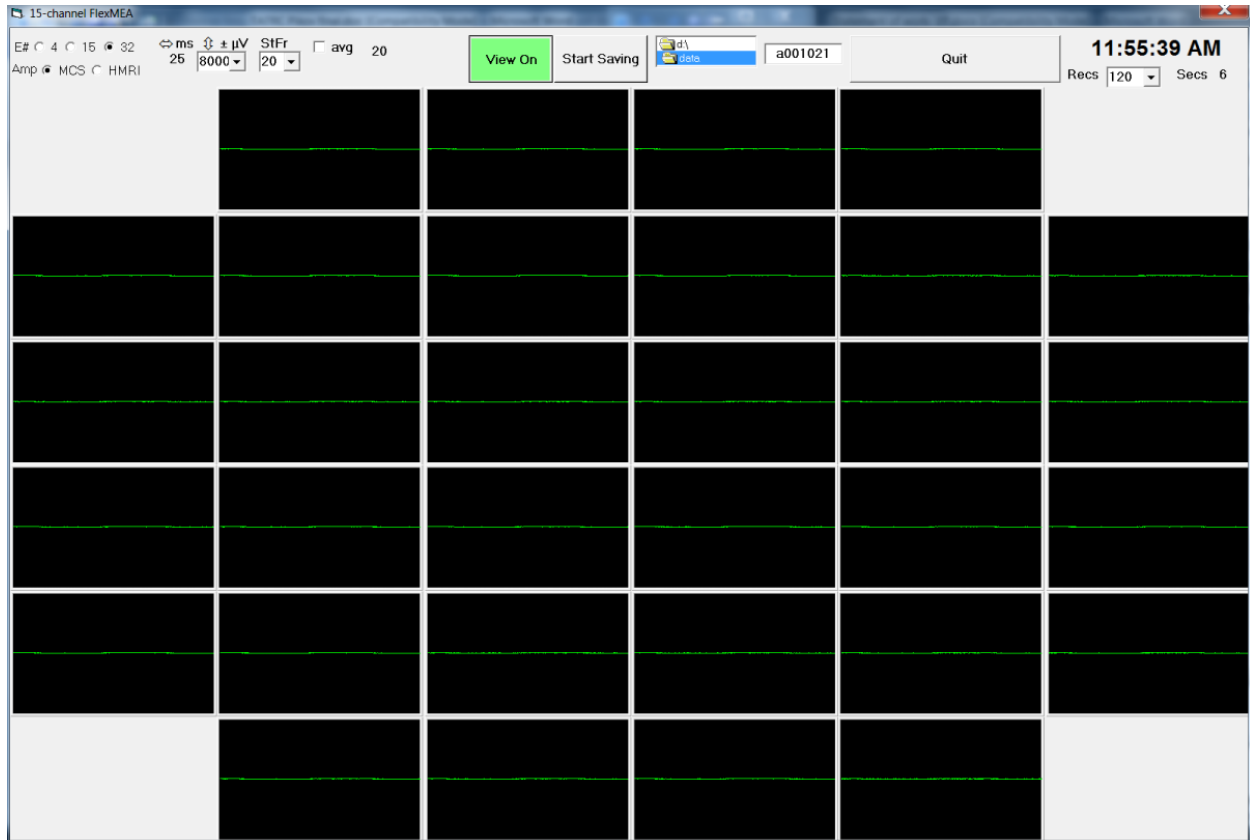 15-channel FlexMEA
E# 4 15 32 ms ± µV StFr avg 20
25 8000 20
Amp MCS HMRI
View On Start Saving
d:\
data
a001021
Quit
11:55:39 AM
Recs 120 Secs 6